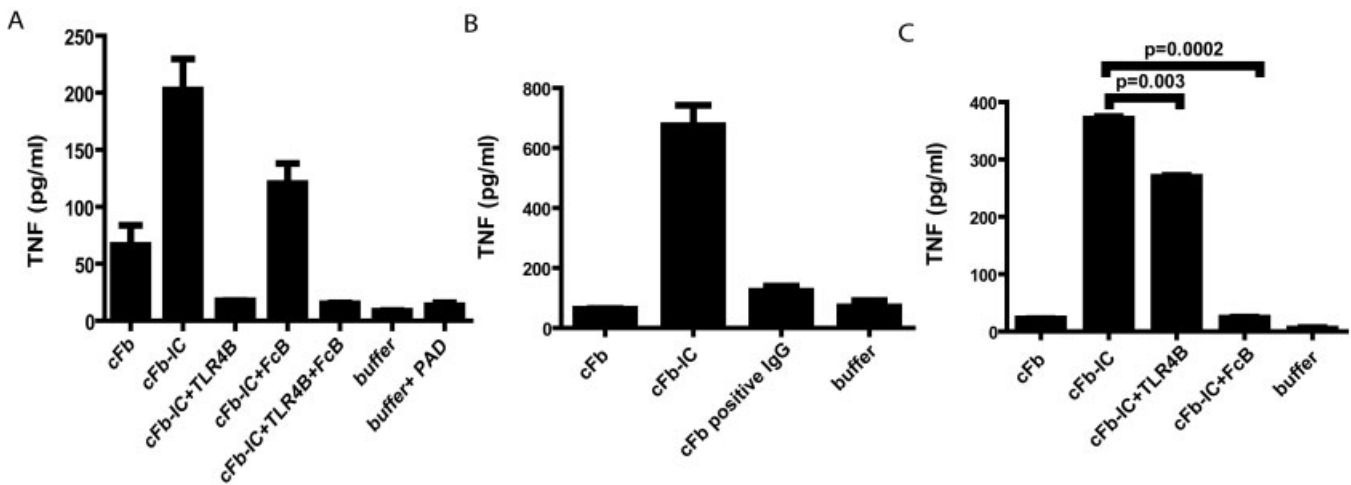 A
TNF (pg/ml)
250
200
150
100
50
0
cFb
cFb-IC
cFb-IC+TLR4B
cFb-IC+FcB
cFb-IC+TLR4B+FcB
buffer
buffer+ PAD
B
TNF (pg/ml)
800
600
400
200
0
cFb
cFb-IC
cFb positive IgG
buffer
C
p=0.0002
p=0.003
TNF (pg/ml)
400
300
200
100
0
cFb
cFb-IC
cFb-IC+TLR4B
cFb-IC+FcB
buffer